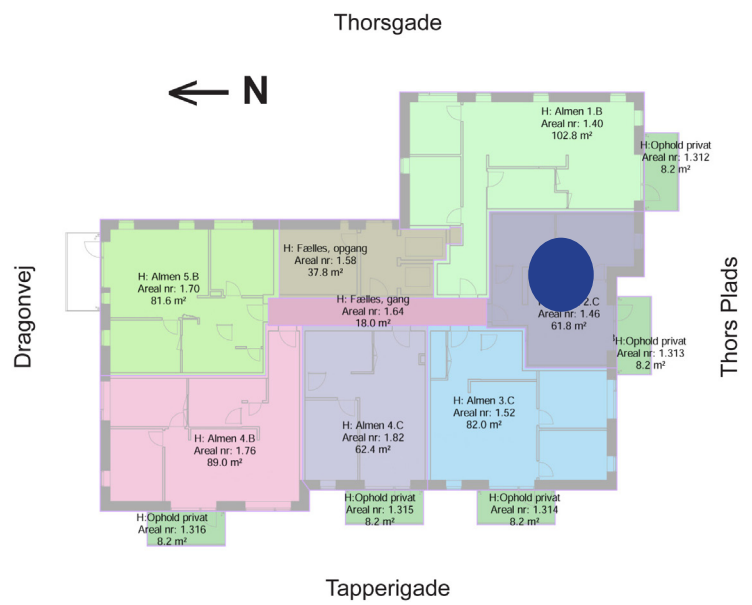 Thorsgade
N
H: Almen 1.B
Areal nr: 1.40
102.8 m²
H:Ophold privat
Areal nr: 1.312
8.2 m²
H: Fælles, opgang
Areal nr: 1.58
37.8 m²
H: Almen 5.B
Areal nr: 1.70
81.6 m²
Dragonvej
H: Fælles, gang
Areal nr: 1.64
18.0 m²
2.C
Areal nr: 1.46
61.8 m²
Thors Plads
H:Ophold privat
Areal nr: 1.313
8.2 m²
H: Almen 3.C
Areal nr: 1.52
82.0 m²
H: Almen 4.C
Areal nr: 1.82
62.4 m²
H: Almen 4.B
Areal nr: 1.76
89.0 m²
H:Ophold privat
Areal nr: 1.316
8.2 m²
H:Ophold privat
Areal nr: 1.315
8.2 m²
H:Ophold privat
Areal nr: 1.314
8.2 m²
Tapperigade